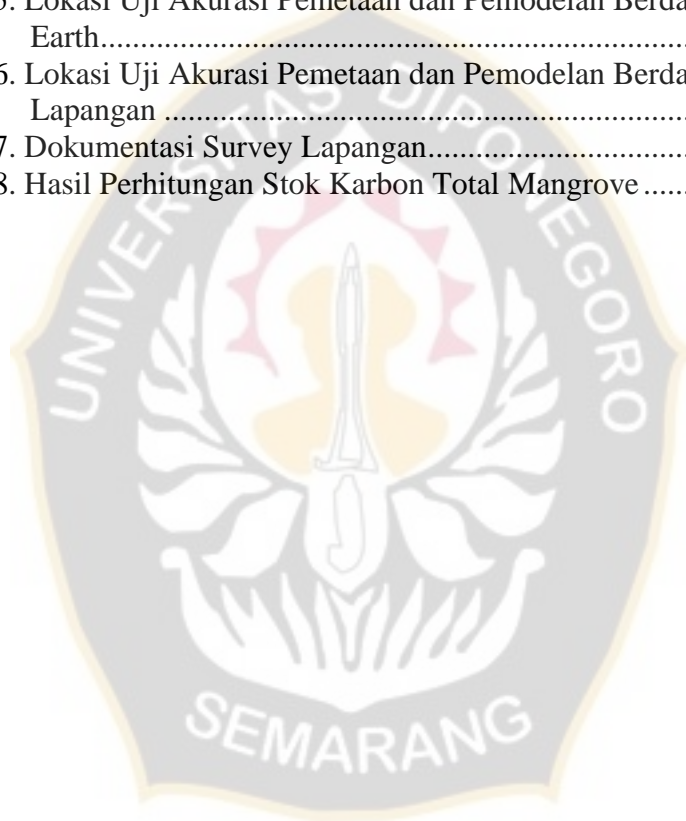 5. Lokasi Uji Akurasi Pemetaan dan Pemodelan Berda
Earth...............................................................................
6. Lokasi Uji Akurasi Pemetaan dan Pemodelan Berda
Lapangan ......................................................................
7. Dokumentasi Survey Lapangan...................................
8. Hasil Perhitungan Stok Karbon Total Mangrove ......
UNIVERSITAS DIPONEGORO
SEMARANG